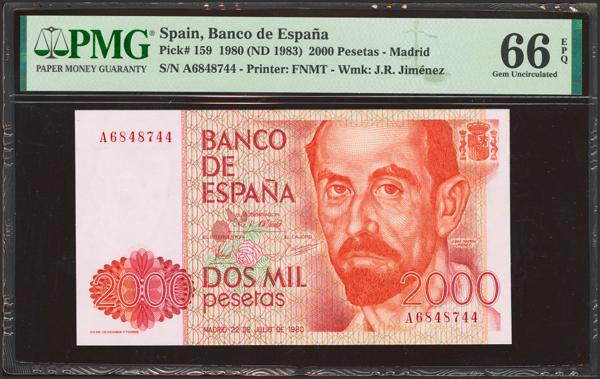 PMG
PAPER MONEY GUARANTY
Spain, Banco de España
Pick# 159 1980 (ND 1983) 2000 Pesetas - Madrid
S/N A6848744 - Printer: FNMT - Wmk: J.R. Jiménez
66 EPQ
Gem Uncirculated
A6848744
BANCO
DE
ESPAÑA
EL GOBERNADOR
DOS MIL
pesetas
2000
2000
MADRID 22 DE JULIO DE 1980
A6848744